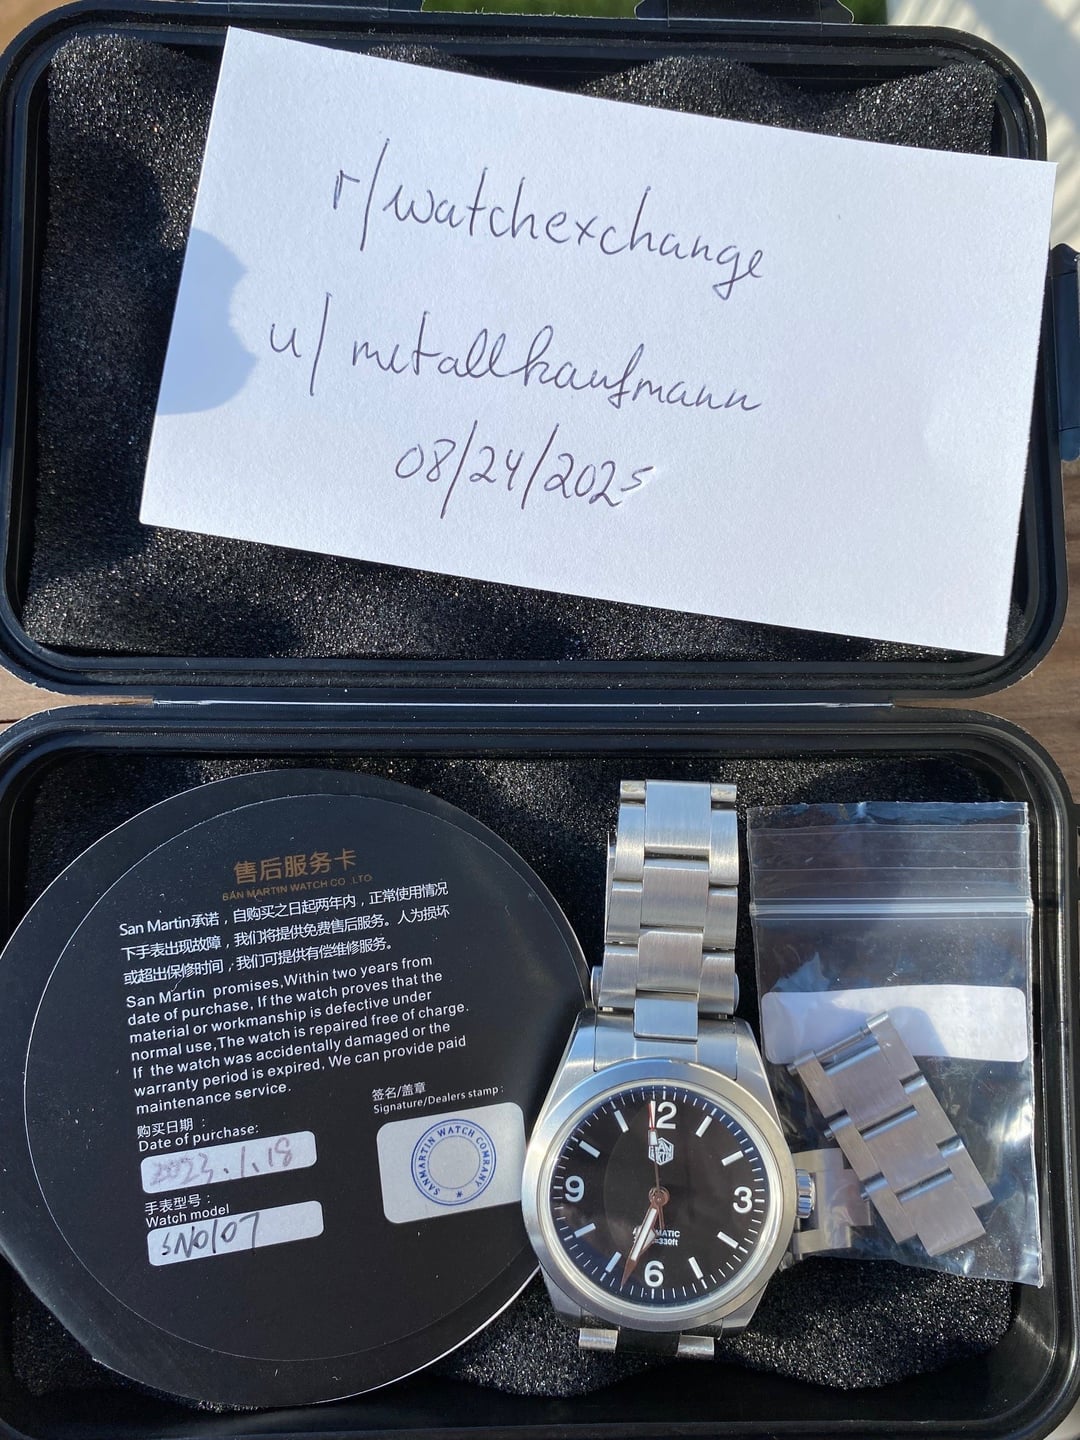 r/watchexchange
u/metallkaufmann
08/24/2025
售后服务卡
SAN MARTIN WATCH CO .,LTD
San Martin承诺，自购买之日起两年内，正常使用情况
下手表出现故障，我们将提供免费售后服务。人为损坏
或超出保修时间，我们可提供有偿维修服务。
San Martin promises,Within two years from
date of purchase, If the watch proves that the
material or workmanship is defective under
normal use,The watch is repaired free of charge.
If the watch was accidentally damaged or the
warranty period is expired, We can provide paid
maintenance service.
购买日期：
Date of purchase:
2023.1.18
手表型号：
Watch model
SN0107
签名/盖章
Signature/Dealers stamp:
SANMARTIN WATCH COMPRANY
12
SAN
3
6
9
330ft